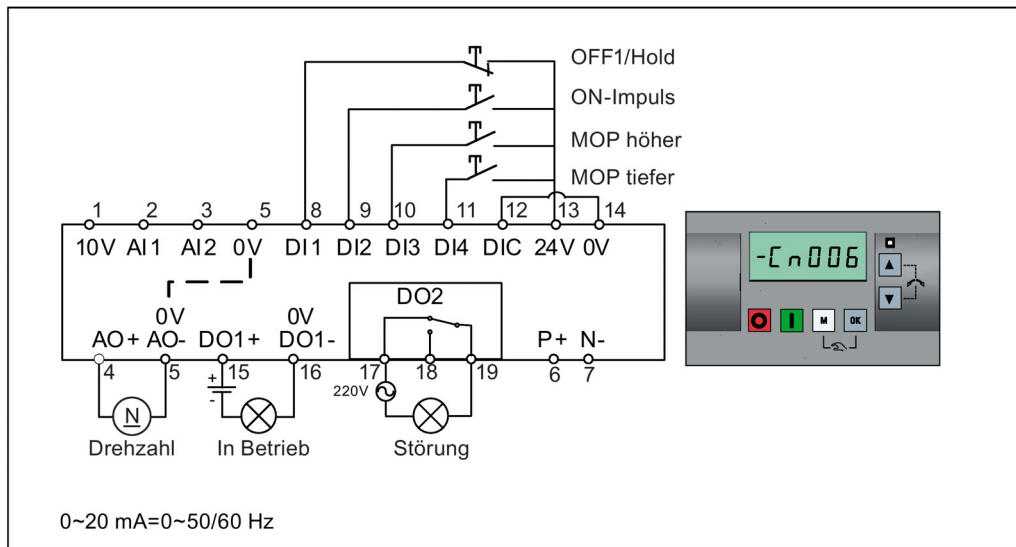 OFF1/Hold
ON-Impuls
MOP höher
MOP tiefer
1 2 3 5 8 9 10 11 12 13 14
10V AI1 AI2 0V DI1 DI2 DI3 DI4 DIC 24V 0V
-Cn006
DO2
0V 0V
AO+ AO- DO1+ DO1- P+ N-
4 5 15 16 17 18 19 6 7
M OK
+
-
220V
N
Drehzahl In Betrieb Störung
0~20 mA=0~50/60 Hz